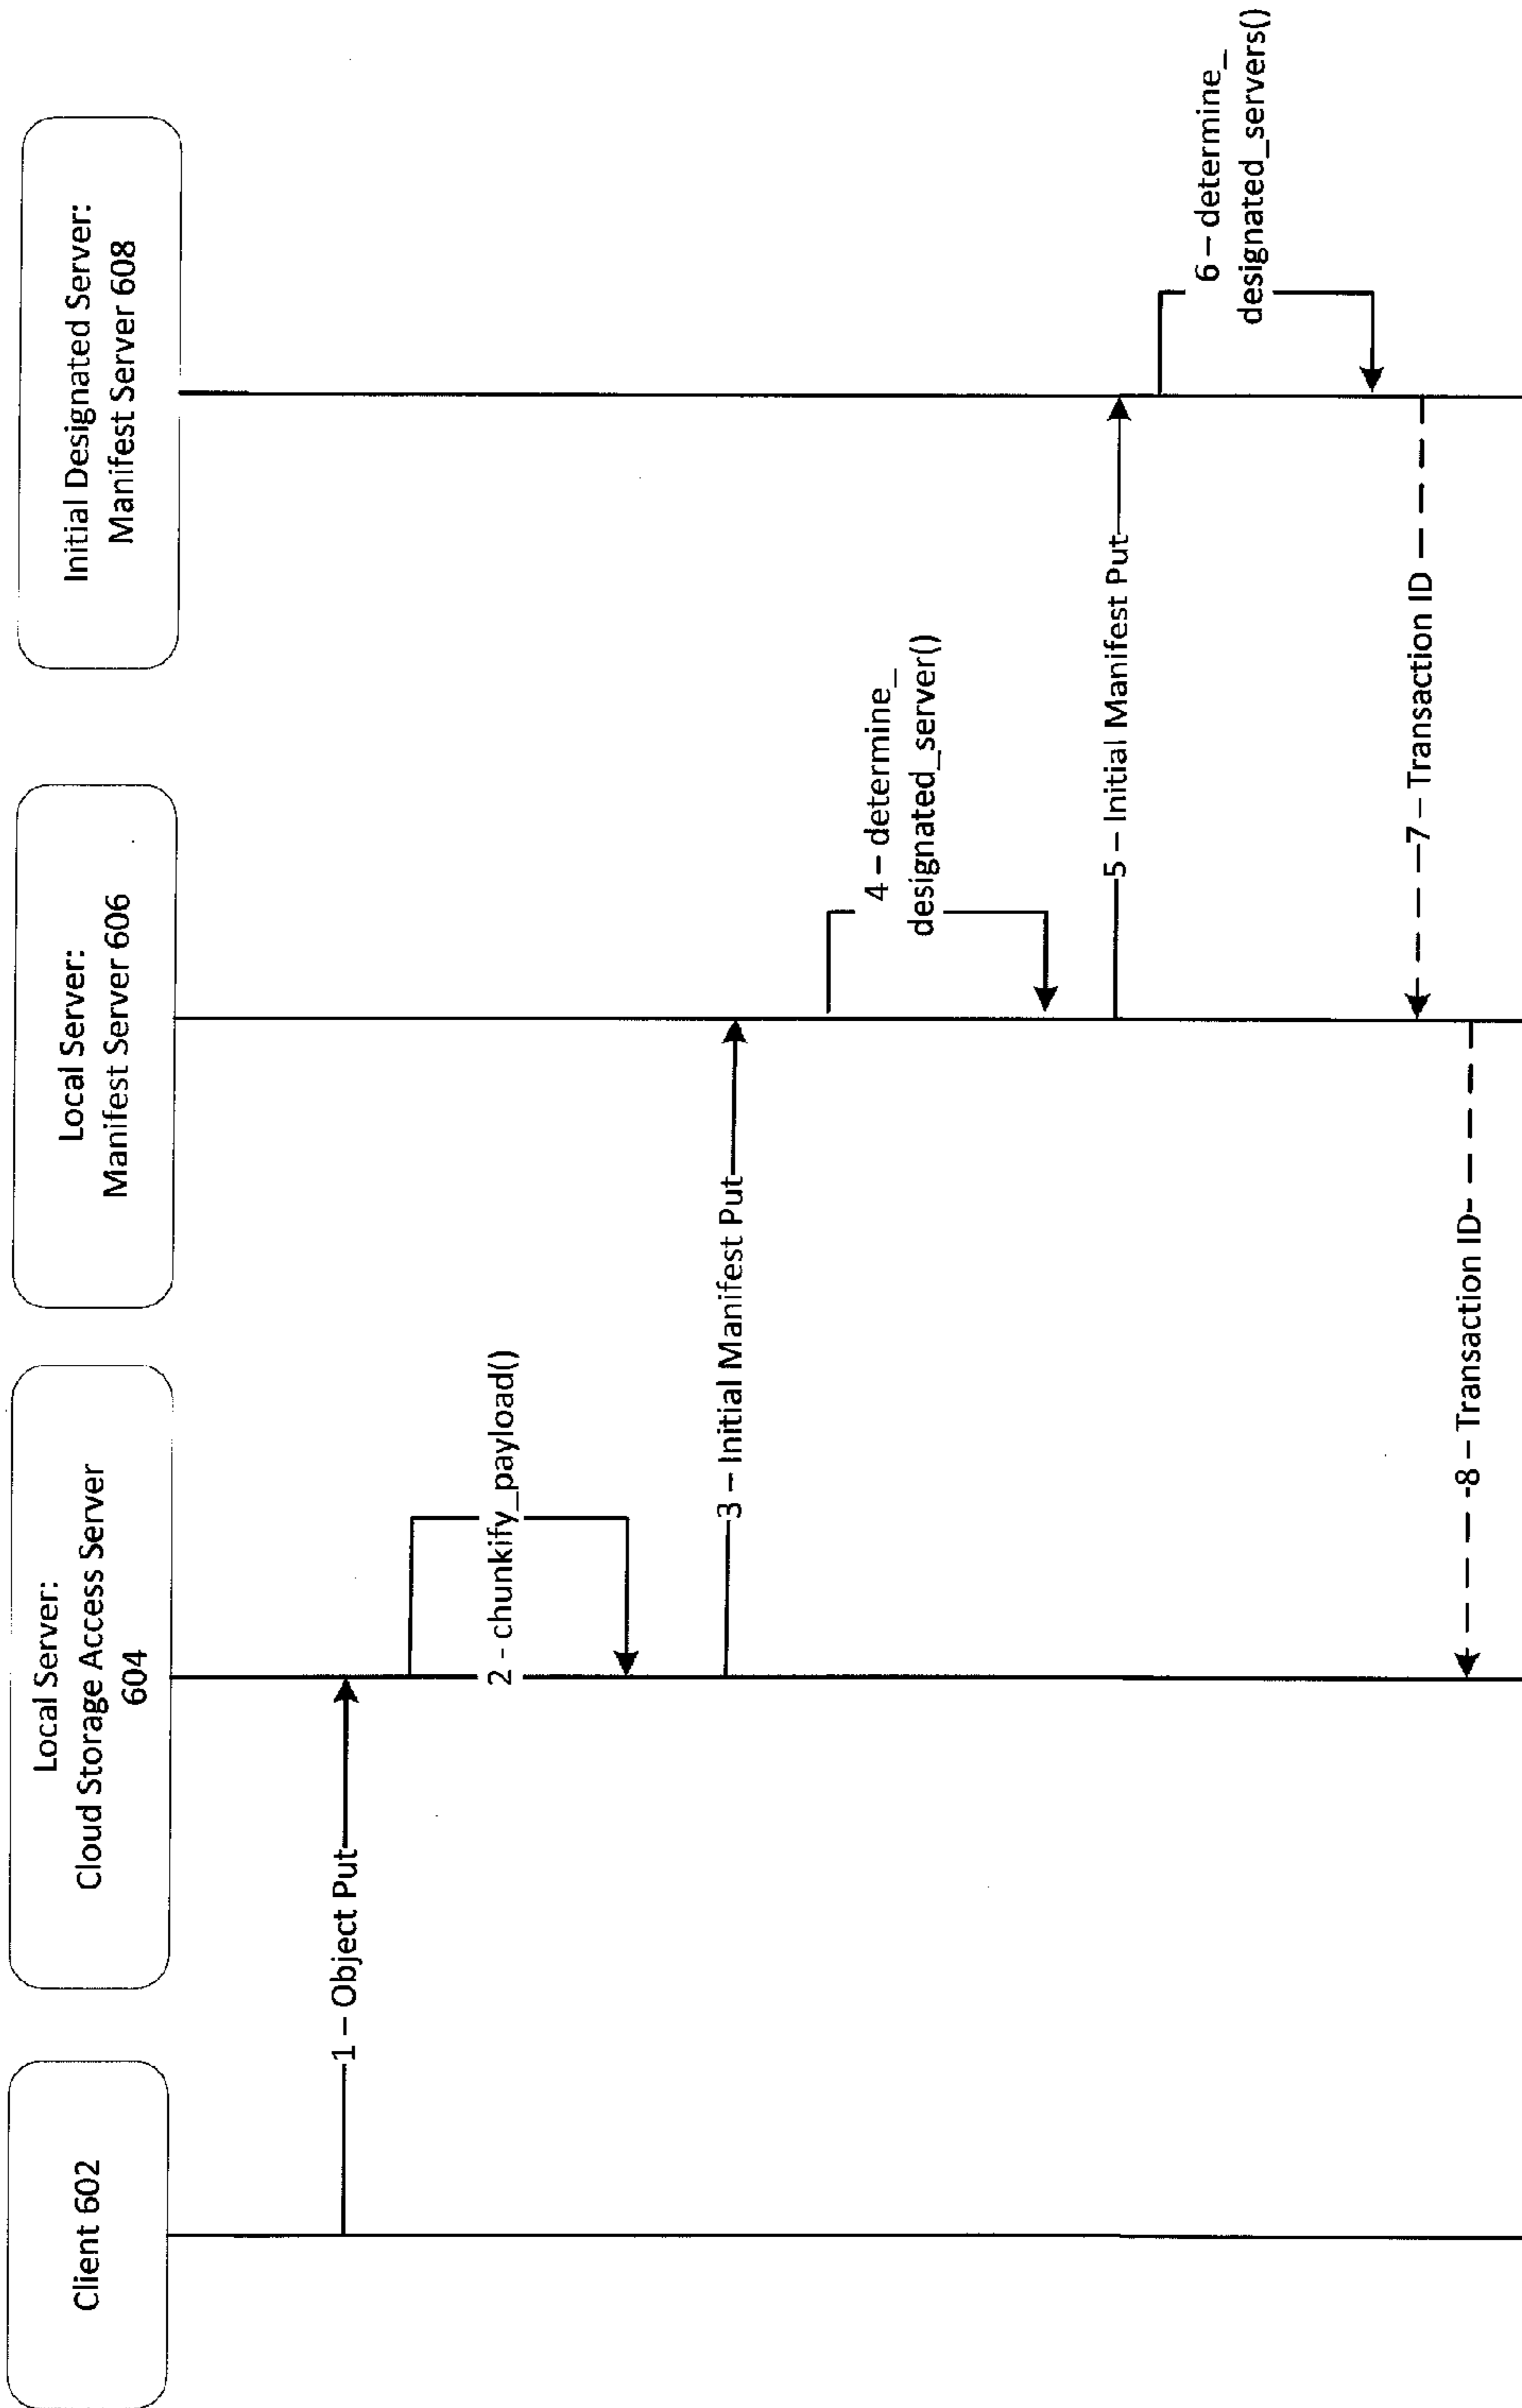 Client 602
Local Server:
Cloud Storage Access Server
604
Local Server:
Manifest Server 606
Initial Designated Server:
Manifest Server 608
1 – Object Put
2 - chunkify_payload()
3 – Initial Manifest Put
4 – determine_
designated_server()
5 – Initial Manifest Put
6 – determine_
designated_servers()
7 – Transaction ID
8 – Transaction ID